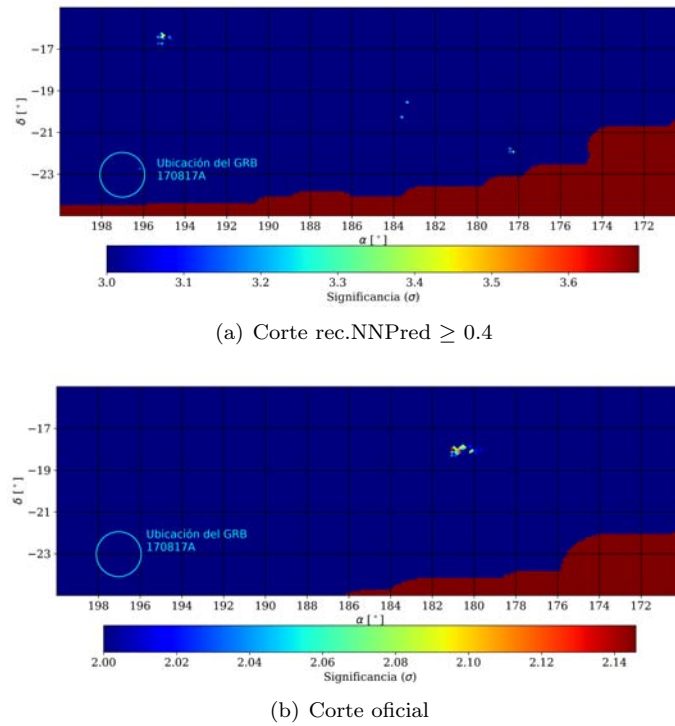 −17
−19
−21
−23
δ [°]
Ubicación del GRB
170817A
198 196 194 192 190 188 186 184 182 180 178 176 174 172
α [°]
3.0 3.1 3.2 3.3 3.4 3.5 3.6
Significancia (σ)
(a) Corte rec.NNPred ≥ 0.4
−17
−19
−21
−23
δ [°]
Ubicación del GRB
170817A
198 196 194 192 190 188 186 184 182 180 178 176 174 172
α [°]
2.00 2.02 2.04 2.06 2.08 2.10 2.12 2.14
Significancia (σ)
(b) Corte oficial